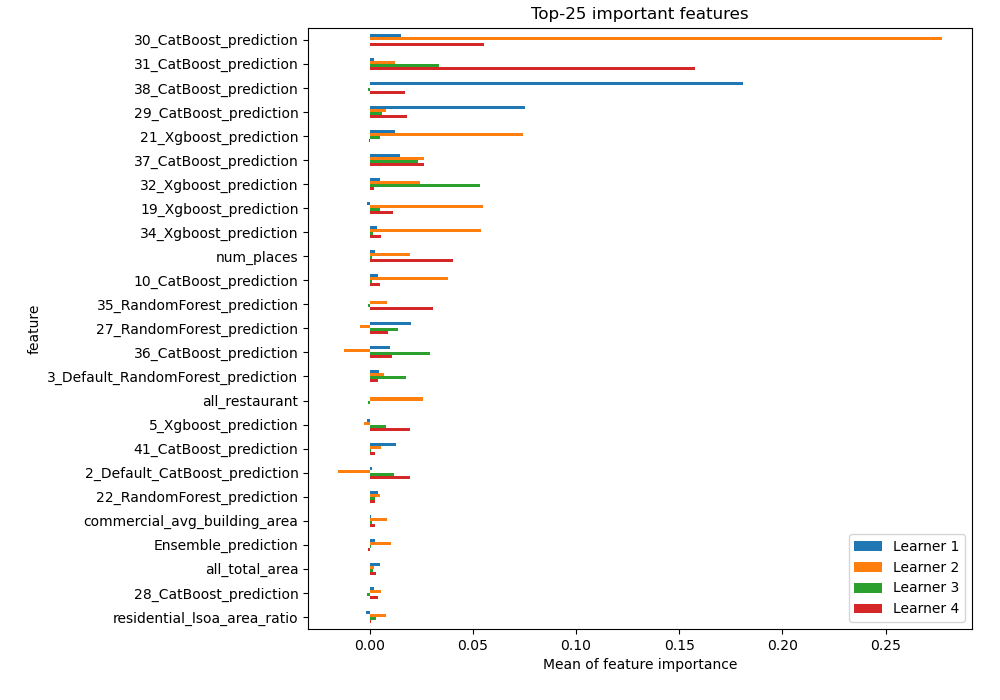 Top-25 important features
30_CatBoost_prediction
31_CatBoost_prediction
38_CatBoost_prediction
29_CatBoost_prediction
21_Xgboost_prediction
37_CatBoost_prediction
32_Xgboost_prediction
19_Xgboost_prediction
34_Xgboost_prediction
num_places
10_CatBoost_prediction
35_RandomForest_prediction
27_RandomForest_prediction
36_CatBoost_prediction
3_Default_RandomForest_prediction
all_restaurant
5_Xgboost_prediction
41_CatBoost_prediction
2_Default_CatBoost_prediction
22_RandomForest_prediction
commercial_avg_building_area
Ensemble_prediction
all_total_area
28_CatBoost_prediction
residential_lsoa_area_ratio
feature
Learner 1
Learner 2
Learner 3
Learner 4
0.00 0.05 0.10 0.15 0.20 0.25
Mean of feature importance